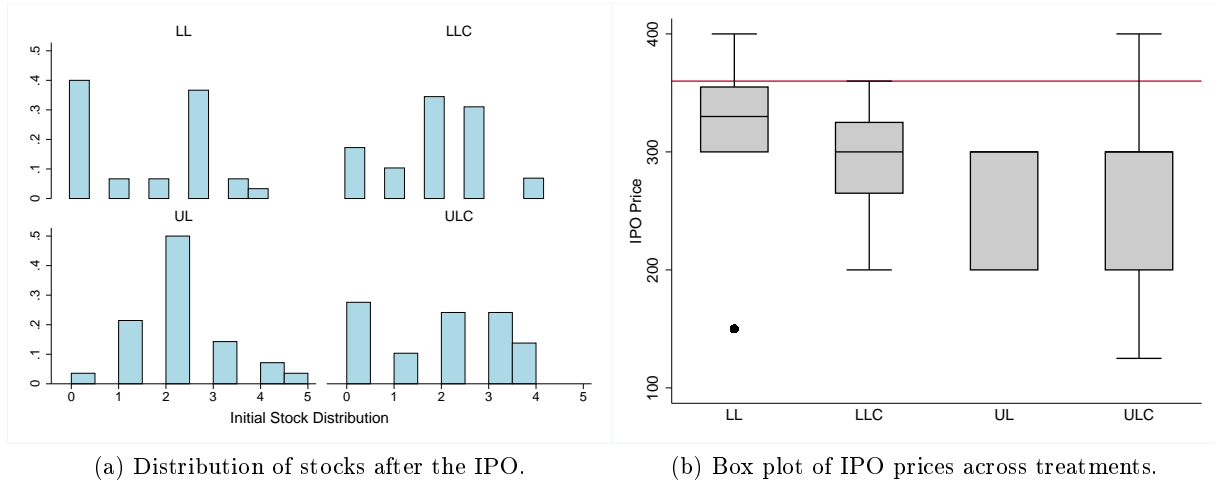 LL
LLC
.5
.4
.3
.2
.1
0
UL
ULC
.5
.4
.3
.2
.1
0
0 1 2 3 4 5
0 1 2 3 4 5
Initial Stock Distribution
(a) Distribution of stocks after the IPO.
IPO Price
400
300
200
100
LL LLC UL ULC
(b) Box plot of IPO prices across treatments.